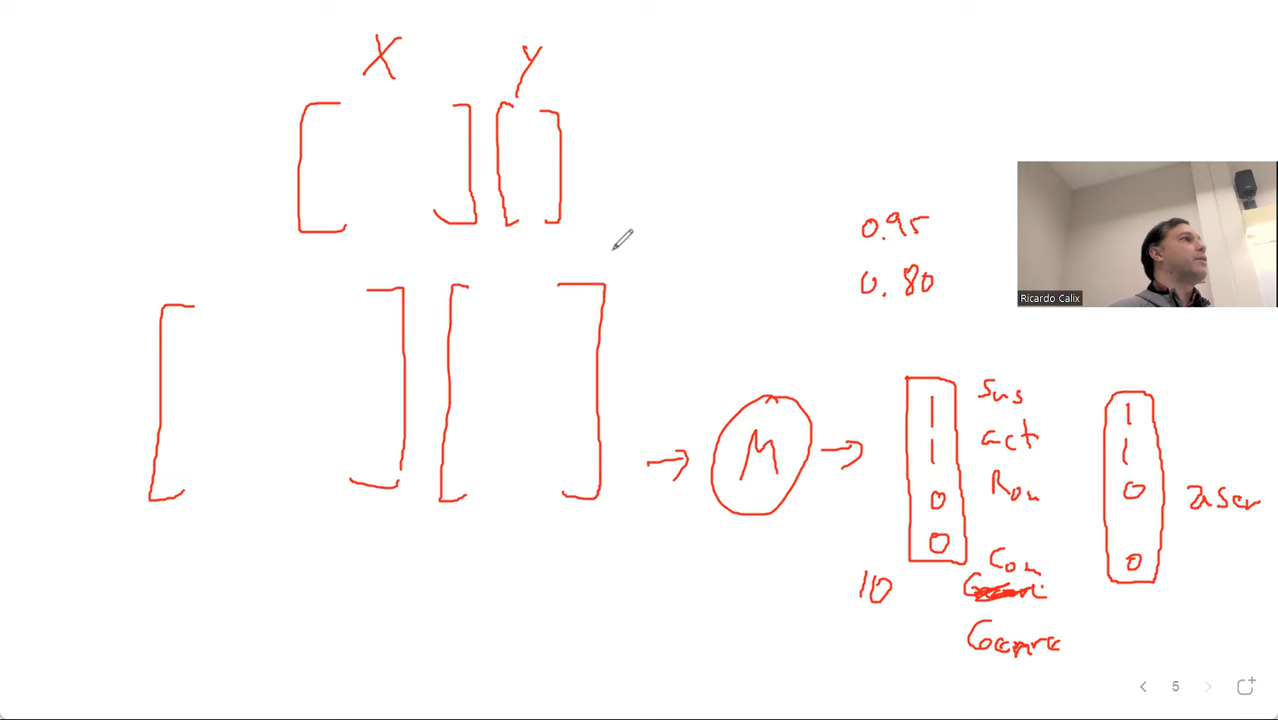 X Y
0.95
0.80
Ricardo Calix
1 sus 1
1 act 1
0 Rom 0 user
0 Com 0
10
Genre
5